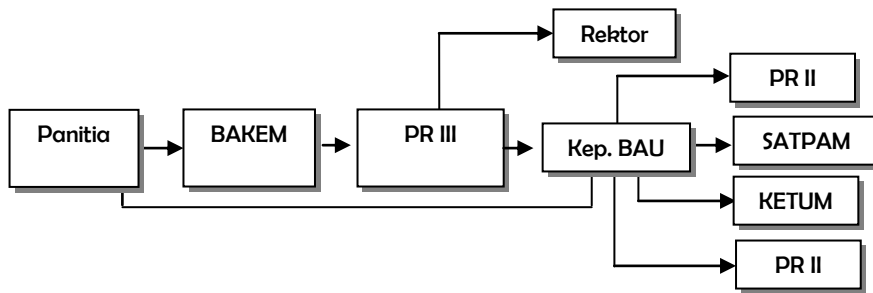 Rektor
PR II
Panitia
BAKEM
PR III
Kep. BAU
SATPAM
KETUM
PR II